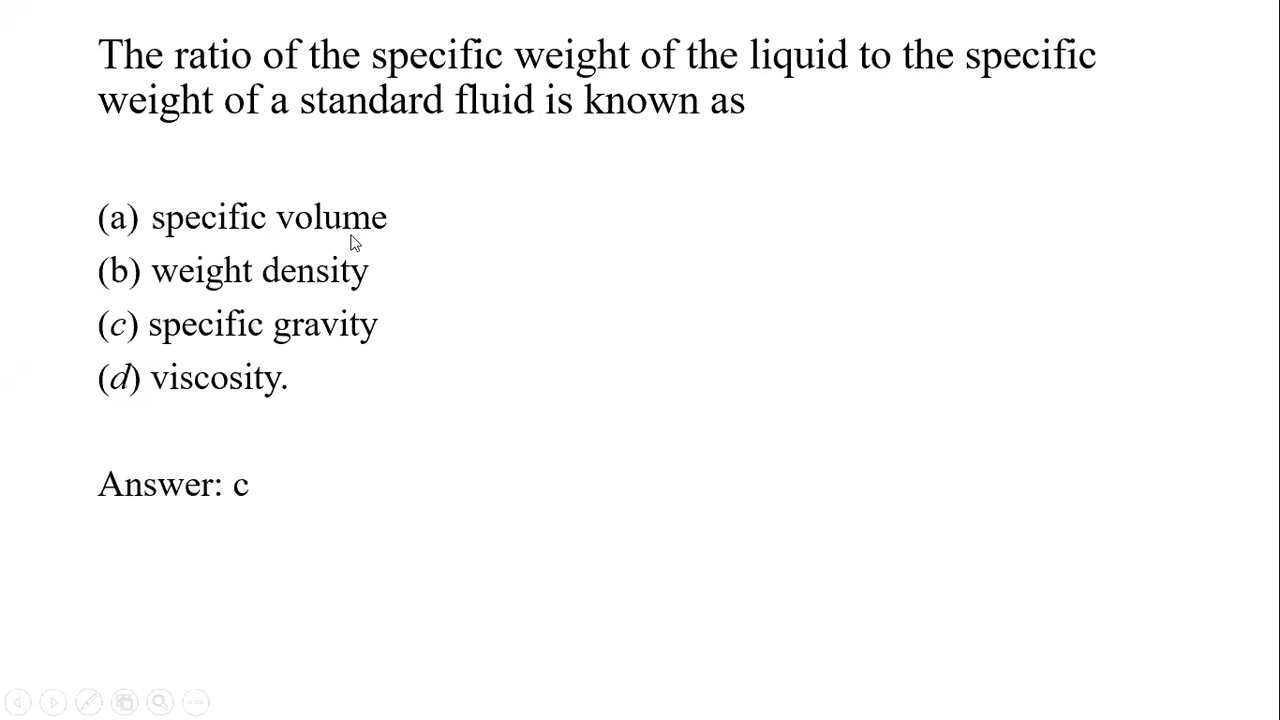 The ratio of the specific weight of the liquid to the specific
weight of a standard fluid is known as
(a) specific volume
(b) weight density
(c) specific gravity
(d) viscosity.
Answer: c